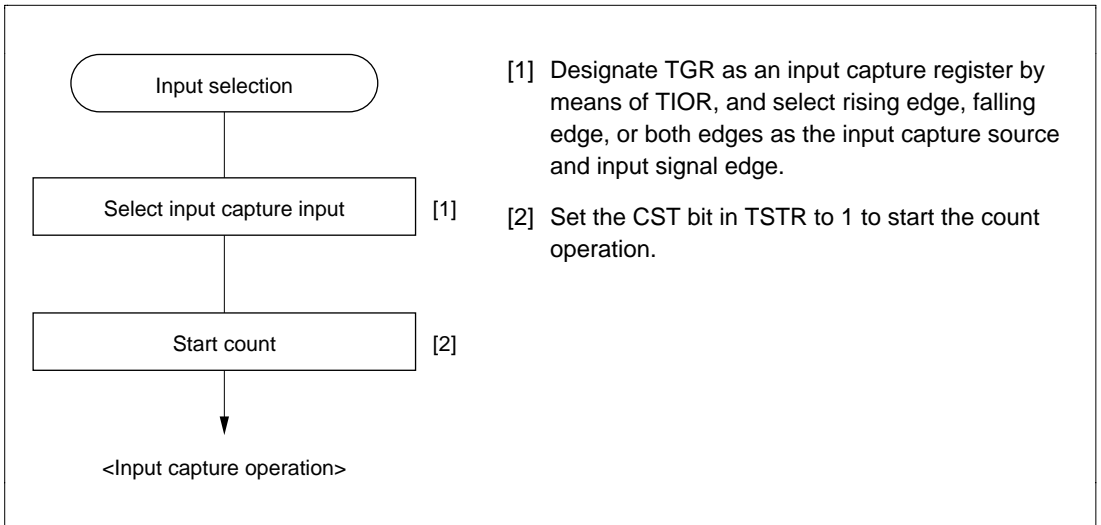 Input selection
Select input capture input [1]
Start count [2]
<Input capture operation>
[1] Designate TGR as an input capture register by
means of TIOR, and select rising edge, falling
edge, or both edges as the input capture source
and input signal edge.
[2] Set the CST bit in TSTR to 1 to start the count
operation.